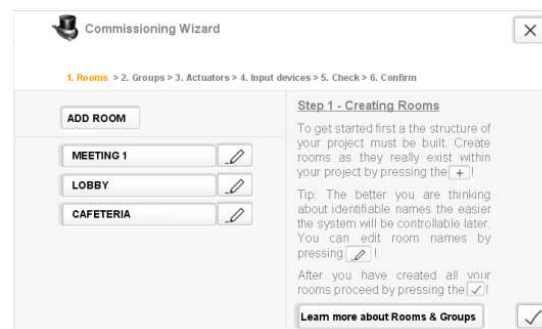 Commissioning Wizard
1. Rooms > 2. Groups > 3. Actuators > 4. Input devices > 5. Check > 6. Confirm
ADD ROOM
MEETING 1
LOBBY
CAFETERIA
Step 1 - Creating Rooms
To get started first a the structure of
your project must be built. Create
rooms as they really exist within
your project by pressing the + !
Tip: The better you are thinking
about identifiable names the easier
the system will be controllable later.
You can edit room names by
pressing !
After you have created all your
rooms proceed by pressing the ✓ !
Learn more about Rooms & Groups